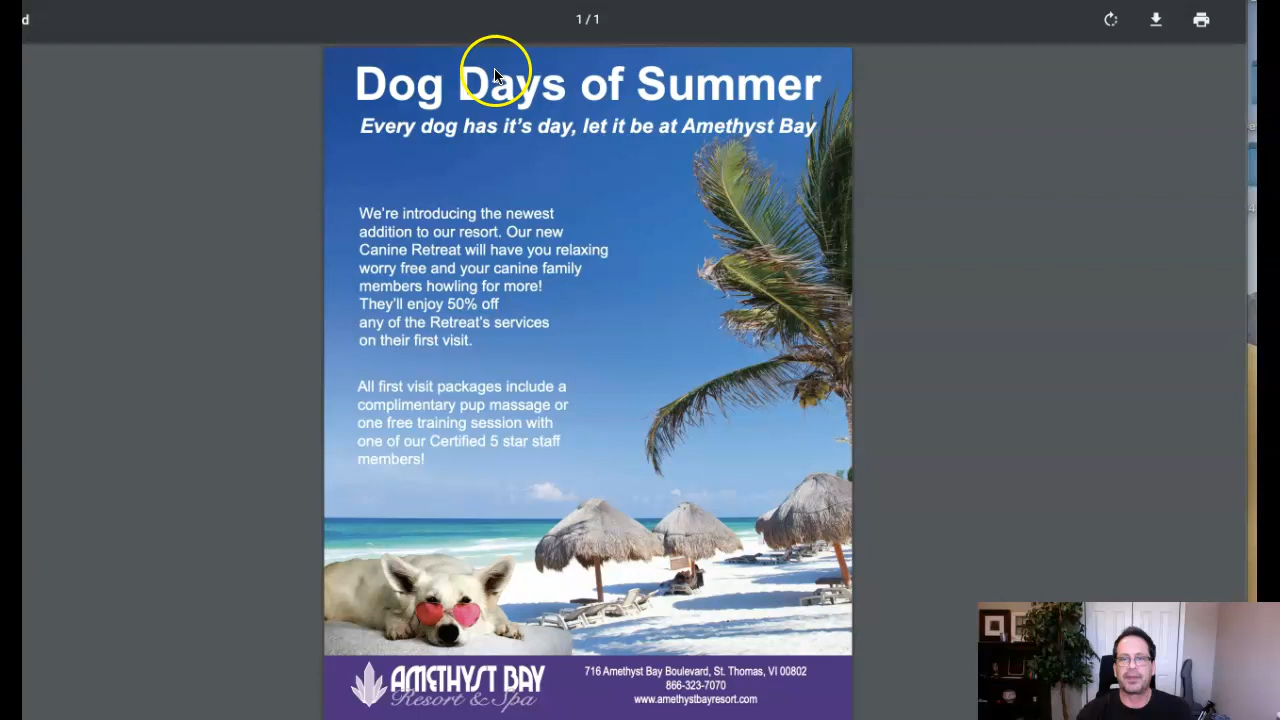 d
1 / 1
Dog Days of Summer
Every dog has it's day, let it be at Amethyst Bay
We're introducing the newest
addition to our resort. Our new
Canine Retreat will have you relaxing
worry free and your canine family
members howling for more!
They'll enjoy 50% off
any of the Retreat's services
on their first visit.
All first visit packages include a
complimentary pup massage or
one free training session with
one of our Certified 5 star staff
members!
AMETHYST BAY
Resort & Spa
716 Amethyst Bay Boulevard, St. Thomas, VI 00802
866-323-7070
www.amethystbayresort.com